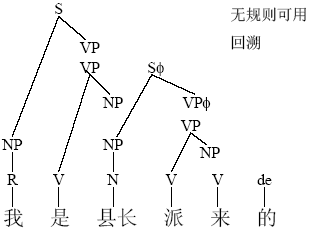 S 无规则可用
VP 回溯
VP Sϕ
NP VPϕ
VP
NP NP NP
R V N V V de
我 是 县长 派 来 的